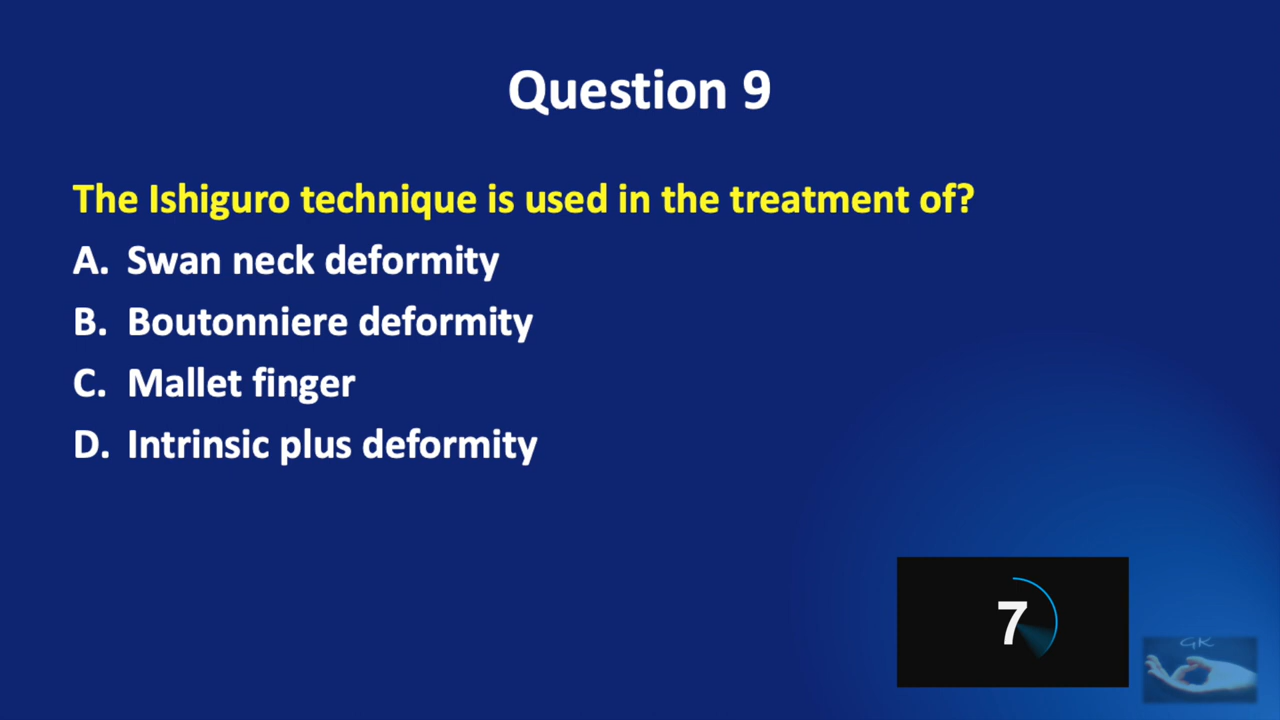 Question 9
The Ishiguro technique is used in the treatment of?
A. Swan neck deformity
B. Boutonniere deformity
C. Mallet finger
D. Intrinsic plus deformity
7
GK